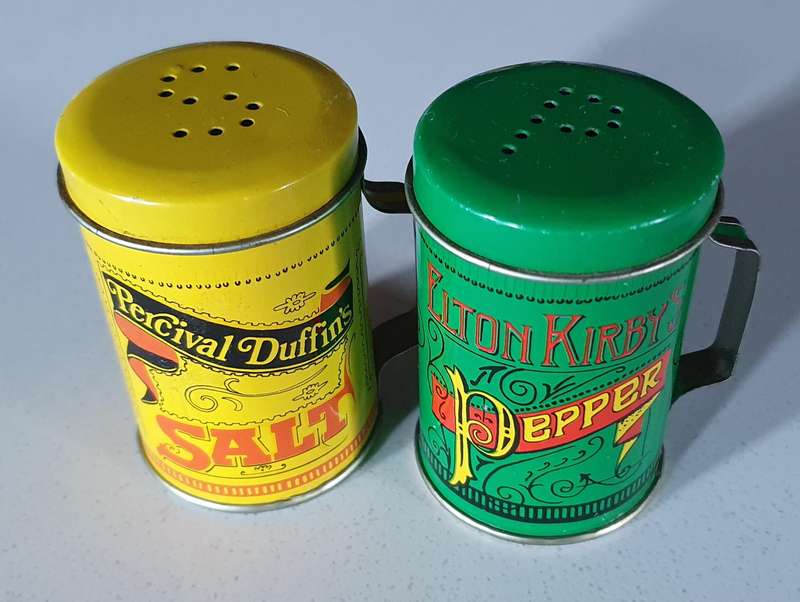 Percival Duffin's
SALT
ELTON KIRBY'S
PEPPER